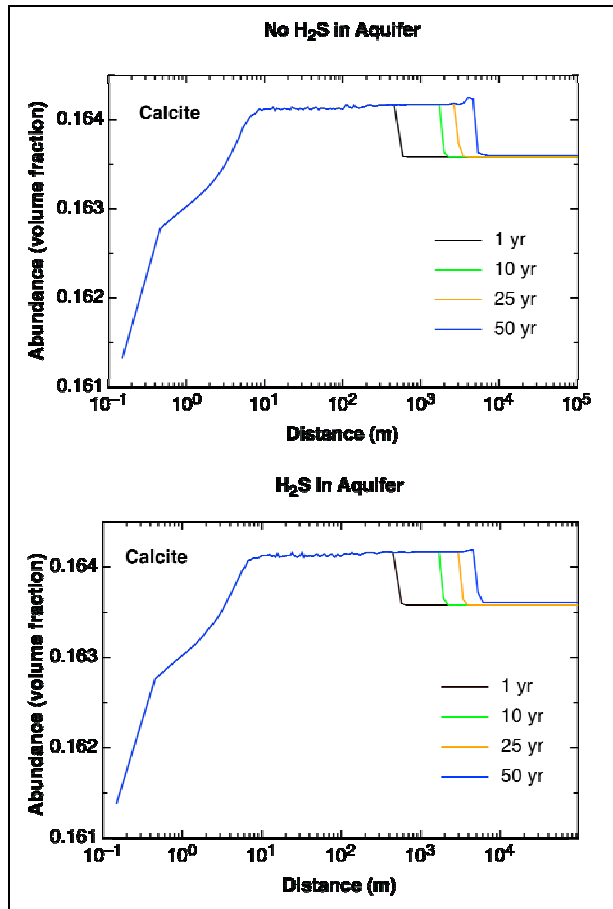 No H₂S in Aquifer
Calcite
Abundance (volume fraction)
0.164
0.163
0.162
0.161
1 yr
10 yr
25 yr
50 yr
10⁻¹ 10⁰ 10¹ 10² 10³ 10⁴ 10⁵
Distance (m)
H₂S in Aquifer
Calcite
Abundance (volume fraction)
0.164
0.163
0.162
0.161
1 yr
10 yr
25 yr
50 yr
10⁻¹ 10⁰ 10¹ 10² 10³ 10⁴
Distance (m)